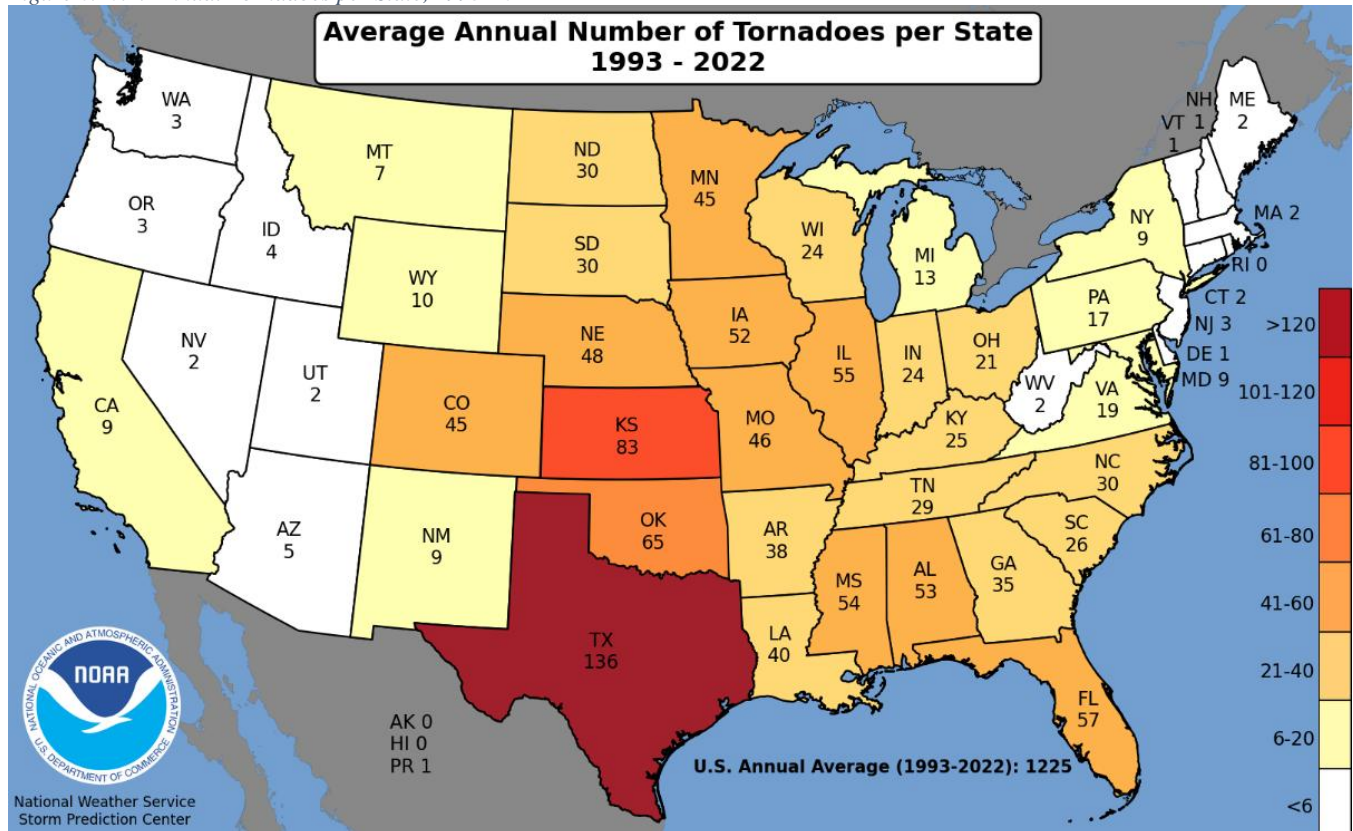 Average Annual Number of Tornadoes per State
1993 - 2022
WA
3
MT
7
ND
30
MN
45
NH
1
ME
2
VT
1
OR
3
ID
4
WY
10
SD
30
WI
24
MI
13
NY
9
MA 2
RI 0
CT 2
NJ 3
DE 1
MD 9
NV
2
UT
2
CO
45
NE
48
IA
52
IL
55
IN
24
OH
21
PA
17
WV
2
VA
19
CA
9
KS
83
MO
46
KY
25
NC
30
TN
29
SC
26
AZ
5
NM
9
OK
65
AR
38
MS
54
AL
53
GA
35
TX
136
LA
40
FL
57
AK 0
HI 0
PR 1
U.S. Annual Average (1993-2022): 1225
>120
101-120
81-100
61-80
41-60
21-40
6-20
<6
NATIONAL OCEANIC AND ATMOSPHERIC ADMINISTRATION
NOAA
U.S. DEPARTMENT OF COMMERCE
National Weather Service
Storm Prediction Center